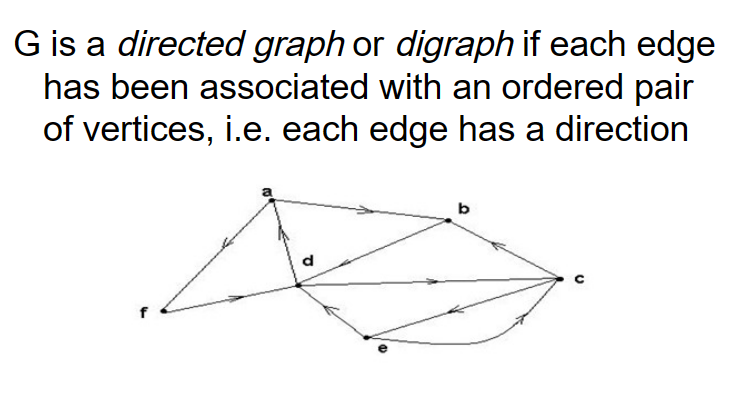 G is a directed graph or digraph if each edge
has been associated with an ordered pair
of vertices, i.e. each edge has a direction
a
b
d
c
f
e